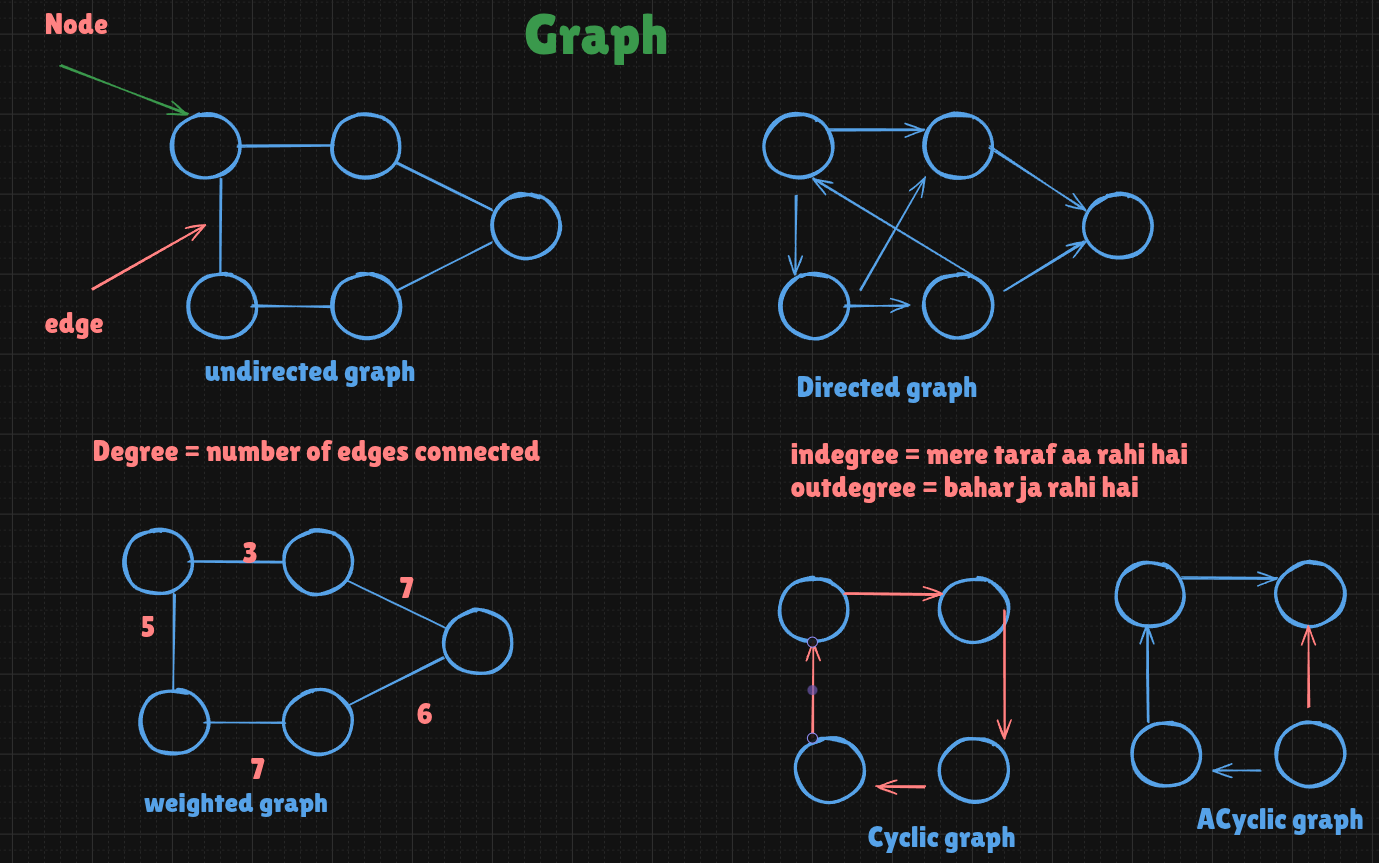 Graph
Node
edge
undirected graph
Directed graph
Degree = number of edges connected
indegree = mere taraf aa rahi hai
outdegree = bahar ja rahi hai
3
7
5
6
7
weighted graph
Cyclic graph
ACyclic graph